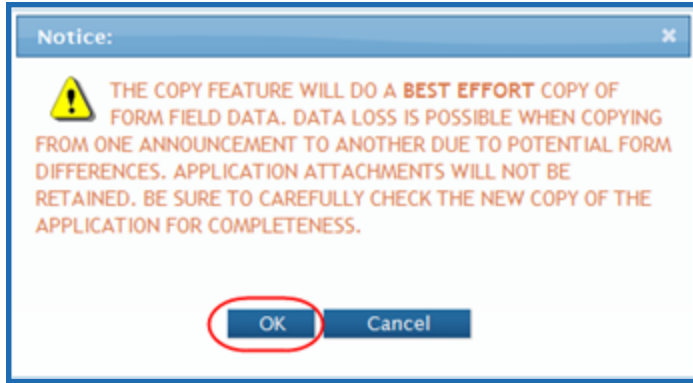 Notice:
THE COPY FEATURE WILL DO A BEST EFFORT COPY OF
FORM FIELD DATA. DATA LOSS IS POSSIBLE WHEN COPYING
FROM ONE ANNOUNCEMENT TO ANOTHER DUE TO POTENTIAL FORM
DIFFERENCES. APPLICATION ATTACHMENTS WILL NOT BE
RETAINED. BE SURE TO CAREFULLY CHECK THE NEW COPY OF THE
APPLICATION FOR COMPLETENESS.
OK Cancel